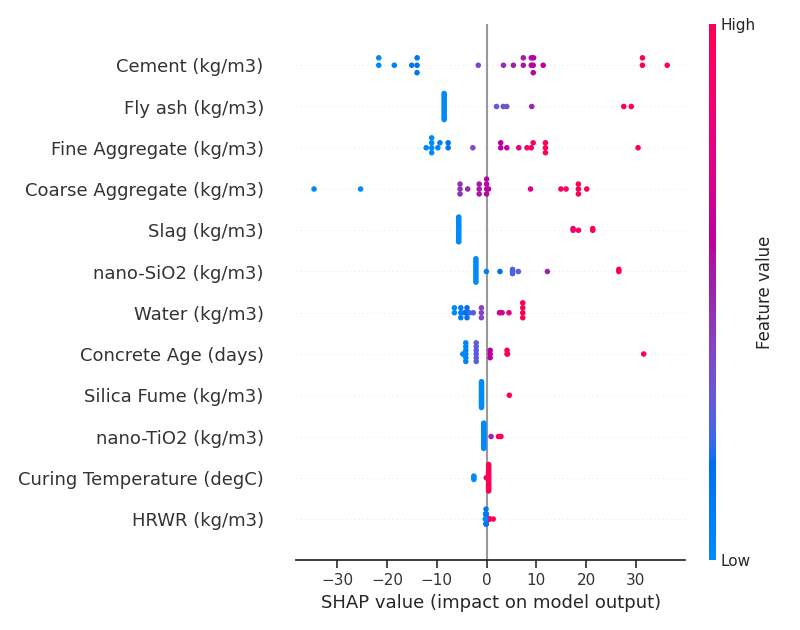 High
Cement (kg/m3)
Fly ash (kg/m3)
Fine Aggregate (kg/m3)
Coarse Aggregate (kg/m3)
Slag (kg/m3)
nano-SiO2 (kg/m3)
Water (kg/m3)
Concrete Age (days)
Silica Fume (kg/m3)
nano-TiO2 (kg/m3)
Curing Temperature (degC)
HRWR (kg/m3)
Feature value
Low
−30 −20 −10 0 10 20 30
SHAP value (impact on model output)